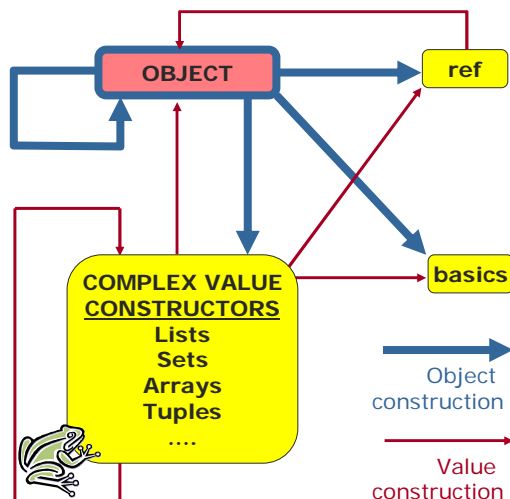 OBJECT
ref
COMPLEX VALUE
CONSTRUCTORS
Lists
Sets
Arrays
Tuples
....
basics
Object
construction
Value
construction